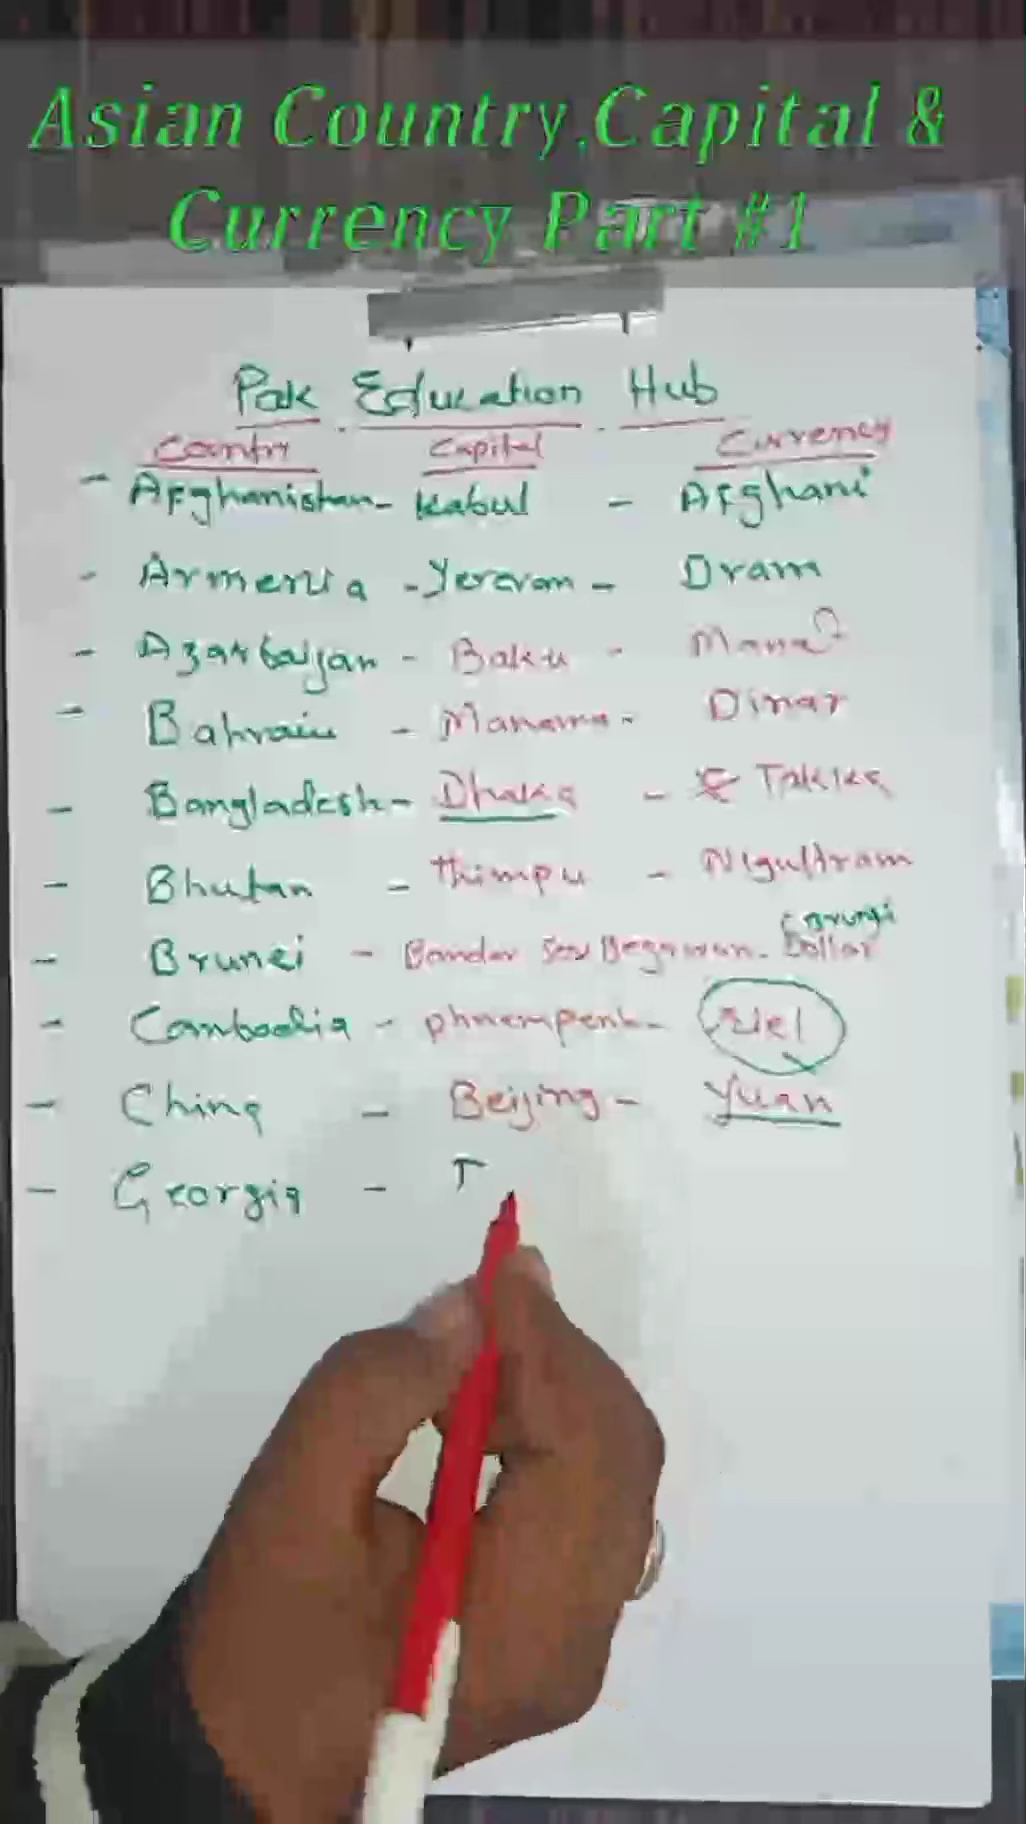 Asian Country,Capital &
Currency Part #1
Pak Education Hub
Country Capital Currency
- Afghanistan - Kabul - Afghani
- Armenia - Yerevan - Dram
- Azarbaijan - Baku - Manat
- Bahrain - Manama - Dinar
- Bangladesh - Dhaka - Takka
- Bhutan - Thimpu - Ngultram
Brungi
- Brunei - Bandar Seri Begawan - Dollar
- Cambodia - phnempenh - Riel
- China - Beijing - Yuan
- Georgia - T